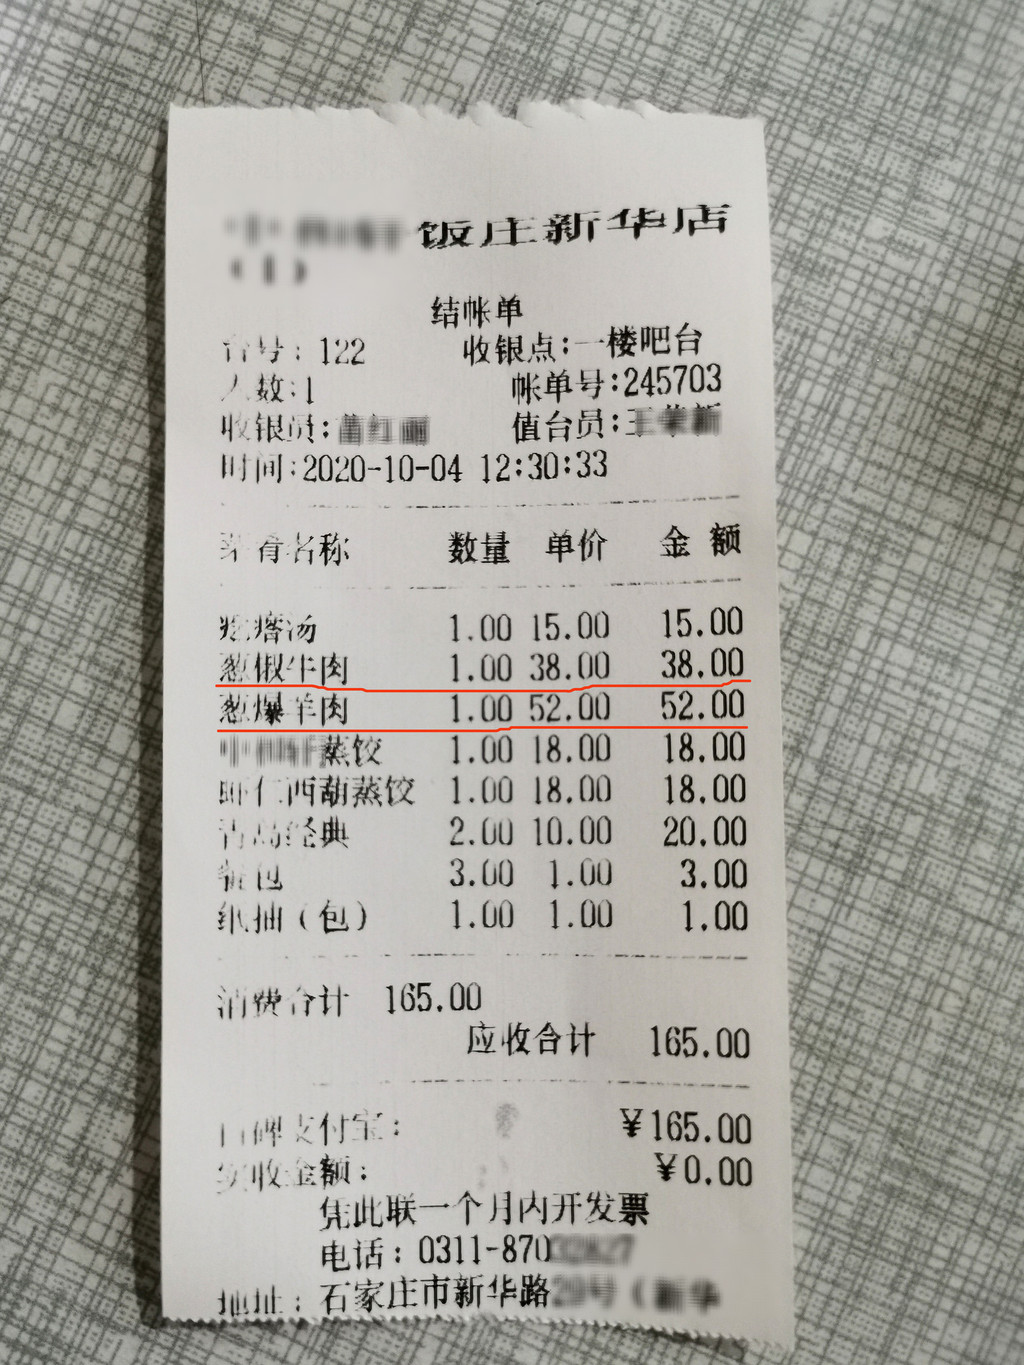 饭庄新华店
结帐单
台号：122 收银点：一楼吧台
人数：1 帐单号：245703
收银员： 值台员：
时间：2020-10-04 12:30:33
菜肴名称 数量 单价 金额
疙瘩汤 1.00 15.00 15.00
葱椒牛肉 1.00 38.00 38.00
葱爆羊肉 1.00 52.00 52.00
蒸饺 1.00 18.00 18.00
虾仁西葫蒸饺 1.00 18.00 18.00
青岛经典 2.00 10.00 20.00
餐包 3.00 1.00 3.00
纸抽（包） 1.00 1.00 1.00
消费合计 165.00
应收合计 165.00
口碑支付宝： ¥165.00
实收金额： ¥0.00
凭此联一个月内开发票
电话：0311-870
地址：石家庄市新华路